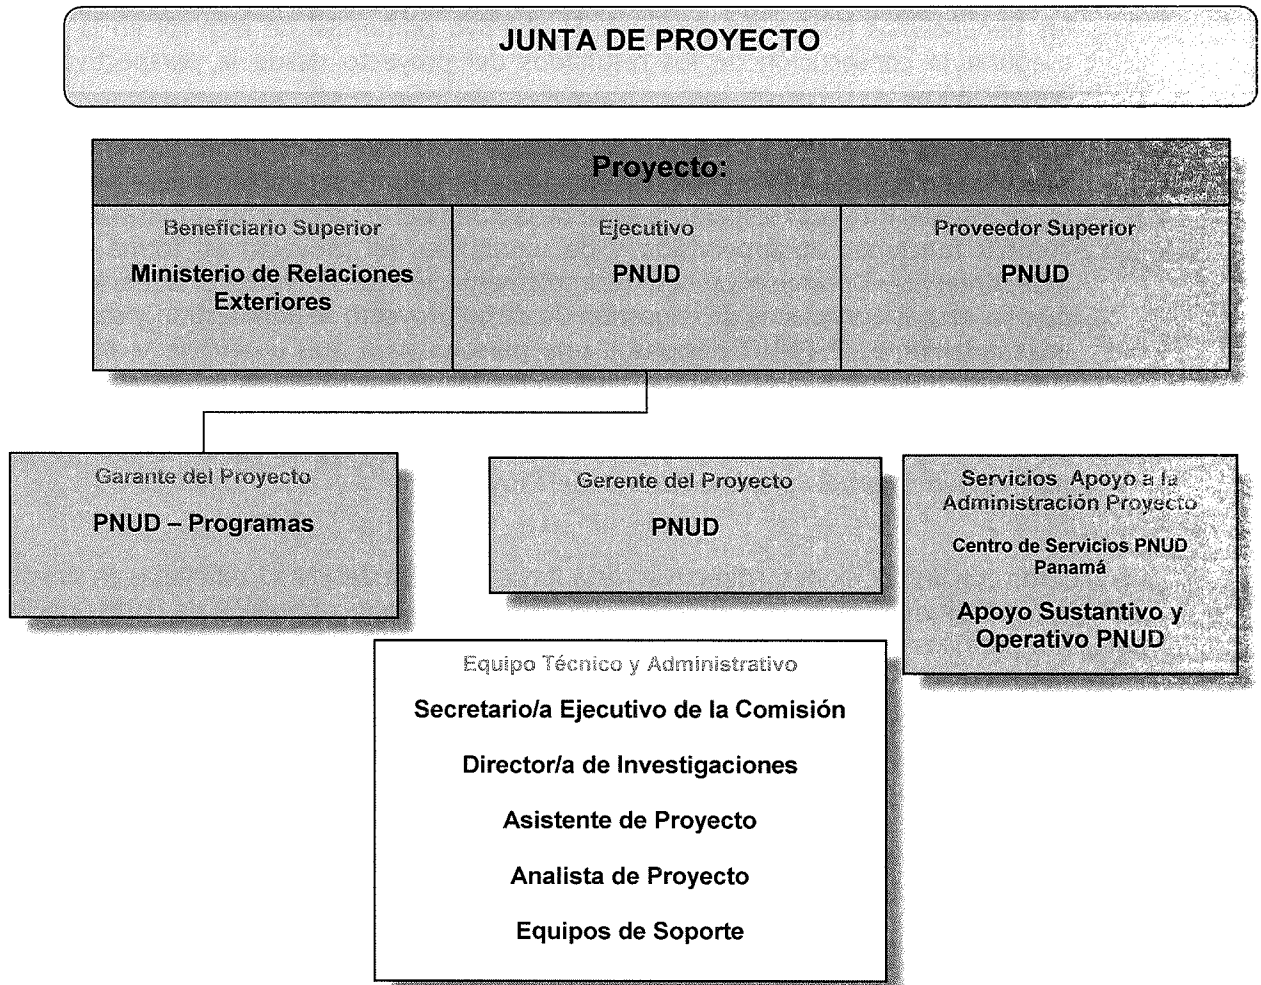 JUNTA DE PROYECTO
Proyecto:
Beneficiario Superior
Ministerio de Relaciones
Exteriores
Ejecutivo
PNUD
Proveedor Superior
PNUD
Garante del Proyecto
PNUD – Programas
Gerente del Proyecto
PNUD
Servicios Apoyo a la
Administración Proyecto
Centro de Servicios PNUD
Panamá
Apoyo Sustantivo y
Operativo PNUD
Equipo Técnico y Administrativo
Secretario/a Ejecutivo de la Comisión
Director/a de Investigaciones
Asistente de Proyecto
Analista de Proyecto
Equipos de Soporte